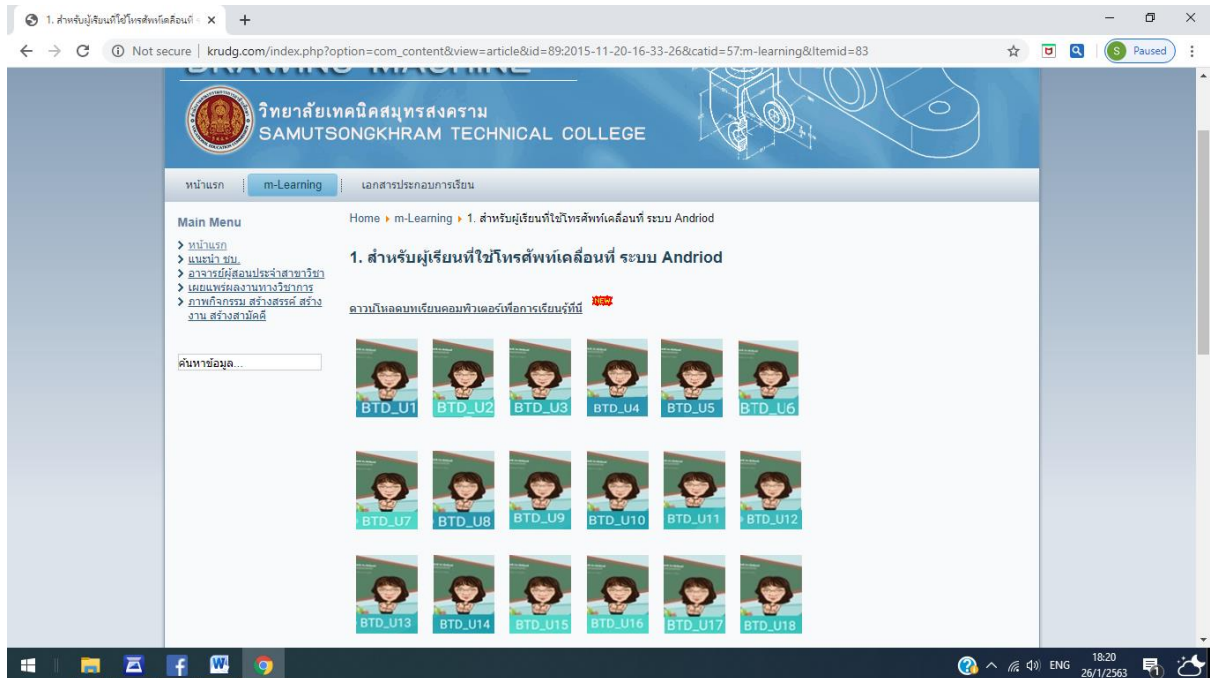 1. สำหรับผู้เรียนที่ใช้โทรศัพท์เคลื่อนที่
Not secure | krudg.com/index.php?option=com_content&view=article&id=89:2015-11-20-16-33-26&catid=57:m-learning&Itemid=83
Paused
DRAWING MACHINE
วิทยาลัยเทคนิคสมุทรสงคราม
SAMUTSONGKHRAM TECHNICAL COLLEGE
หน้าแรก m-Learning เอกสารประกอบการเรียน
Main Menu
หน้าแรก
แนะนำ ชบ.
อาจารย์ผู้สอนประจำสาขาวิชา
เผยแพร่ผลงานทางวิชาการ
ภาพกิจกรรม สร้างสรรค์ สร้าง
งาน สร้างสามัคคี
ค้นหาข้อมูล...
Home m-Learning 1. สำหรับผู้เรียนที่ใช้โทรศัพท์เคลื่อนที่ ระบบ Andriod
1. สำหรับผู้เรียนที่ใช้โทรศัพท์เคลื่อนที่ ระบบ Andriod
ดาวน์โหลดบทเรียนคอมพิวเตอร์เพื่อการเรียนรู้ที่นี่ NEW
BTD_U1 BTD_U2 BTD_U3 BTD_U4 BTD_U5 BTD_U6
BTD_U7 BTD_U8 BTD_U9 BTD_U10 BTD_U11 BTD_U12
BTD_U13 BTD_U14 BTD_U15 BTD_U16 BTD_U17 BTD_U18
ENG
18:20
26/1/2563